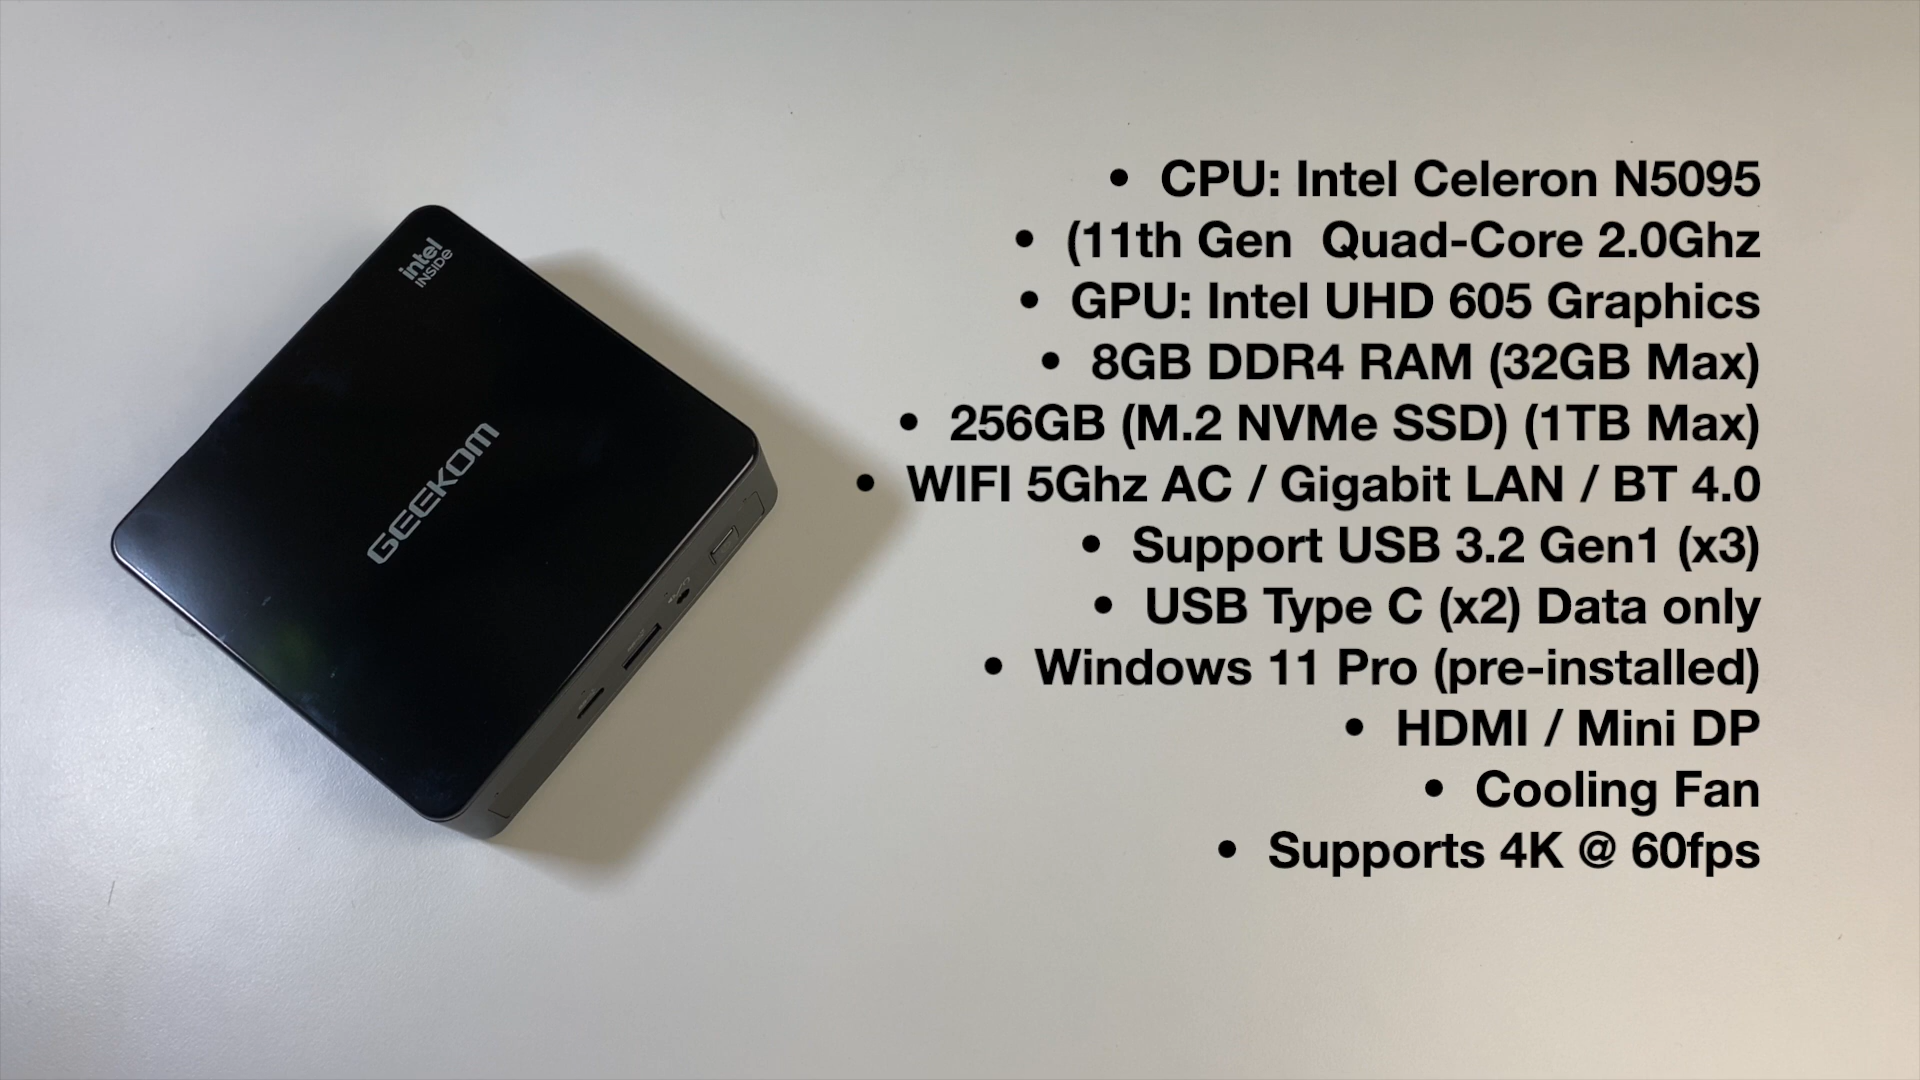 intel
INSIDE
GEEKOM
• CPU: Intel Celeron N5095
• (11th Gen  Quad-Core 2.0Ghz
• GPU: Intel UHD 605 Graphics
• 8GB DDR4 RAM (32GB Max)
• 256GB (M.2 NVMe SSD) (1TB Max)
• WIFI 5Ghz AC / Gigabit LAN / BT 4.0
• Support USB 3.2 Gen1 (x3)
• USB Type C (x2) Data only
• Windows 11 Pro (pre-installed)
• HDMI / Mini DP
• Cooling Fan
• Supports 4K @ 60fps